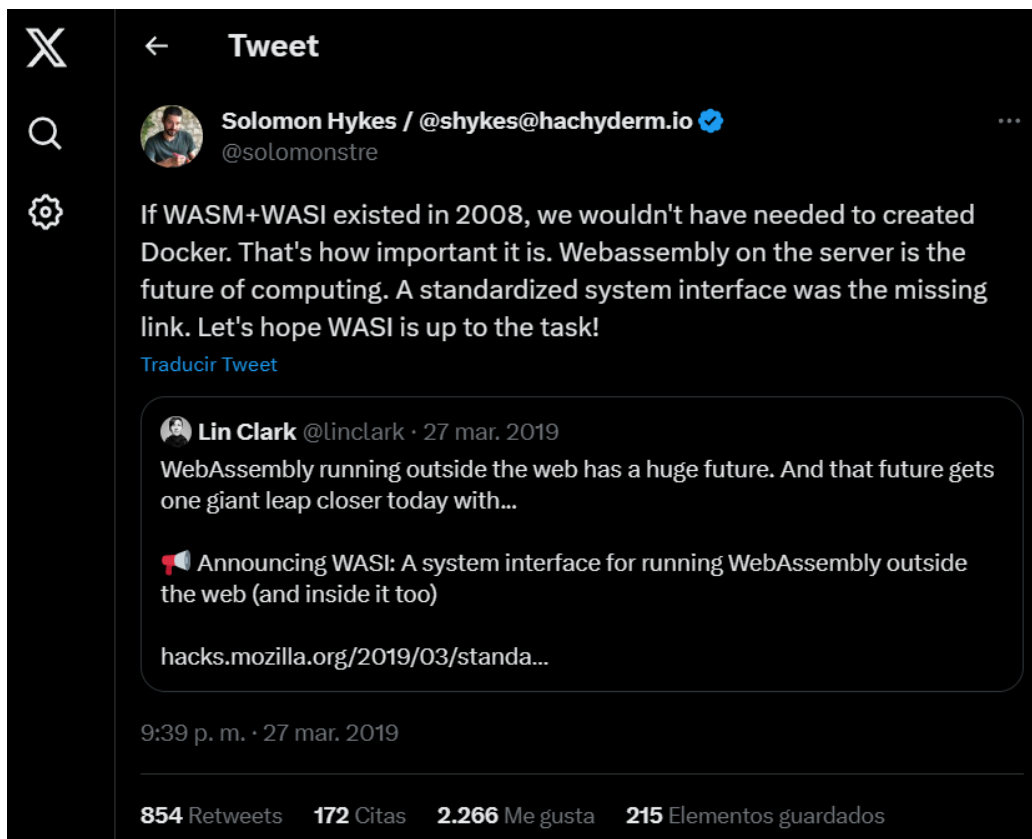 Tweet
Solomon Hykes / @shykes@hachyderm.io
@solomonstre
If WASM+WASI existed in 2008, we wouldn't have needed to created
Docker. That's how important it is. Webassembly on the server is the
future of computing. A standardized system interface was the missing
link. Let's hope WASI is up to the task!
Traducir Tweet
Lin Clark @linclark · 27 mar. 2019
WebAssembly running outside the web has a huge future. And that future gets
one giant leap closer today with...
📢 Announcing WASI: A system interface for running WebAssembly outside
the web (and inside it too)
hacks.mozilla.org/2019/03/standa...
9:39 p. m. · 27 mar. 2019
854 Retweets 172 Citas 2.266 Me gusta 215 Elementos guardados